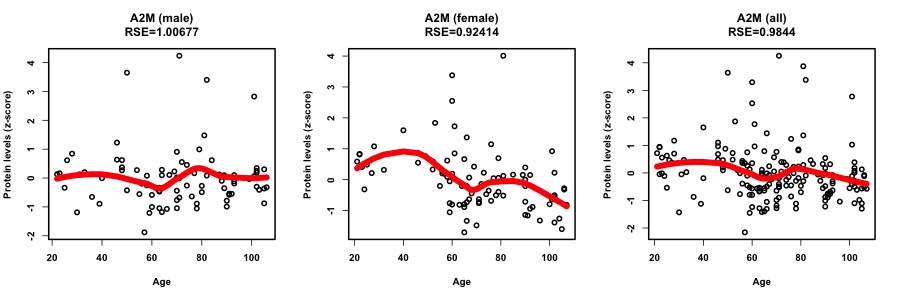 A2M (male)
RSE=1.00677
Protein levels (z-score)
4
3
2
1
0
-1
-2
20
40
60
80
100
Age
A2M (female)
RSE=0.92414
Protein levels (z-score)
4
3
2
1
0
-1
20
40
60
80
100
Age
A2M (all)
RSE=0.9844
Protein levels (z-score)
4
3
2
1
0
-1
-2
20
40
60
80
100
Age